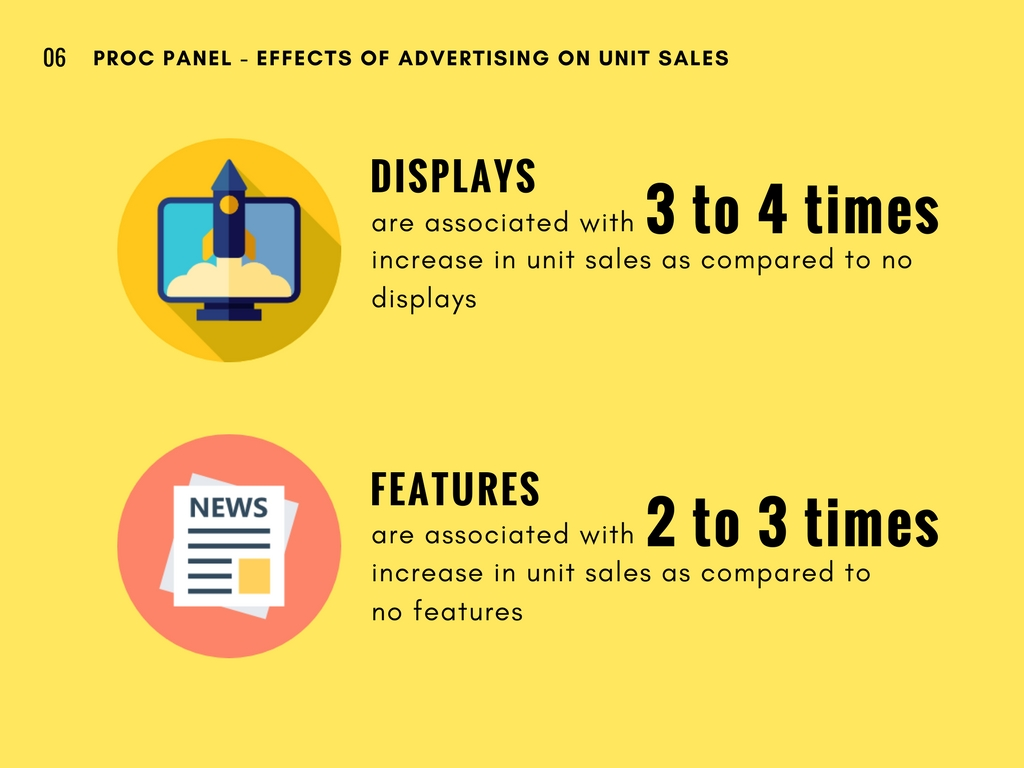 06 PROC PANEL - EFFECTS OF ADVERTISING ON UNIT SALES
DISPLAYS
are associated with 3 to 4 times
increase in unit sales as compared to no
displays
NEWS
FEATURES
are associated with 2 to 3 times
increase in unit sales as compared to
no features